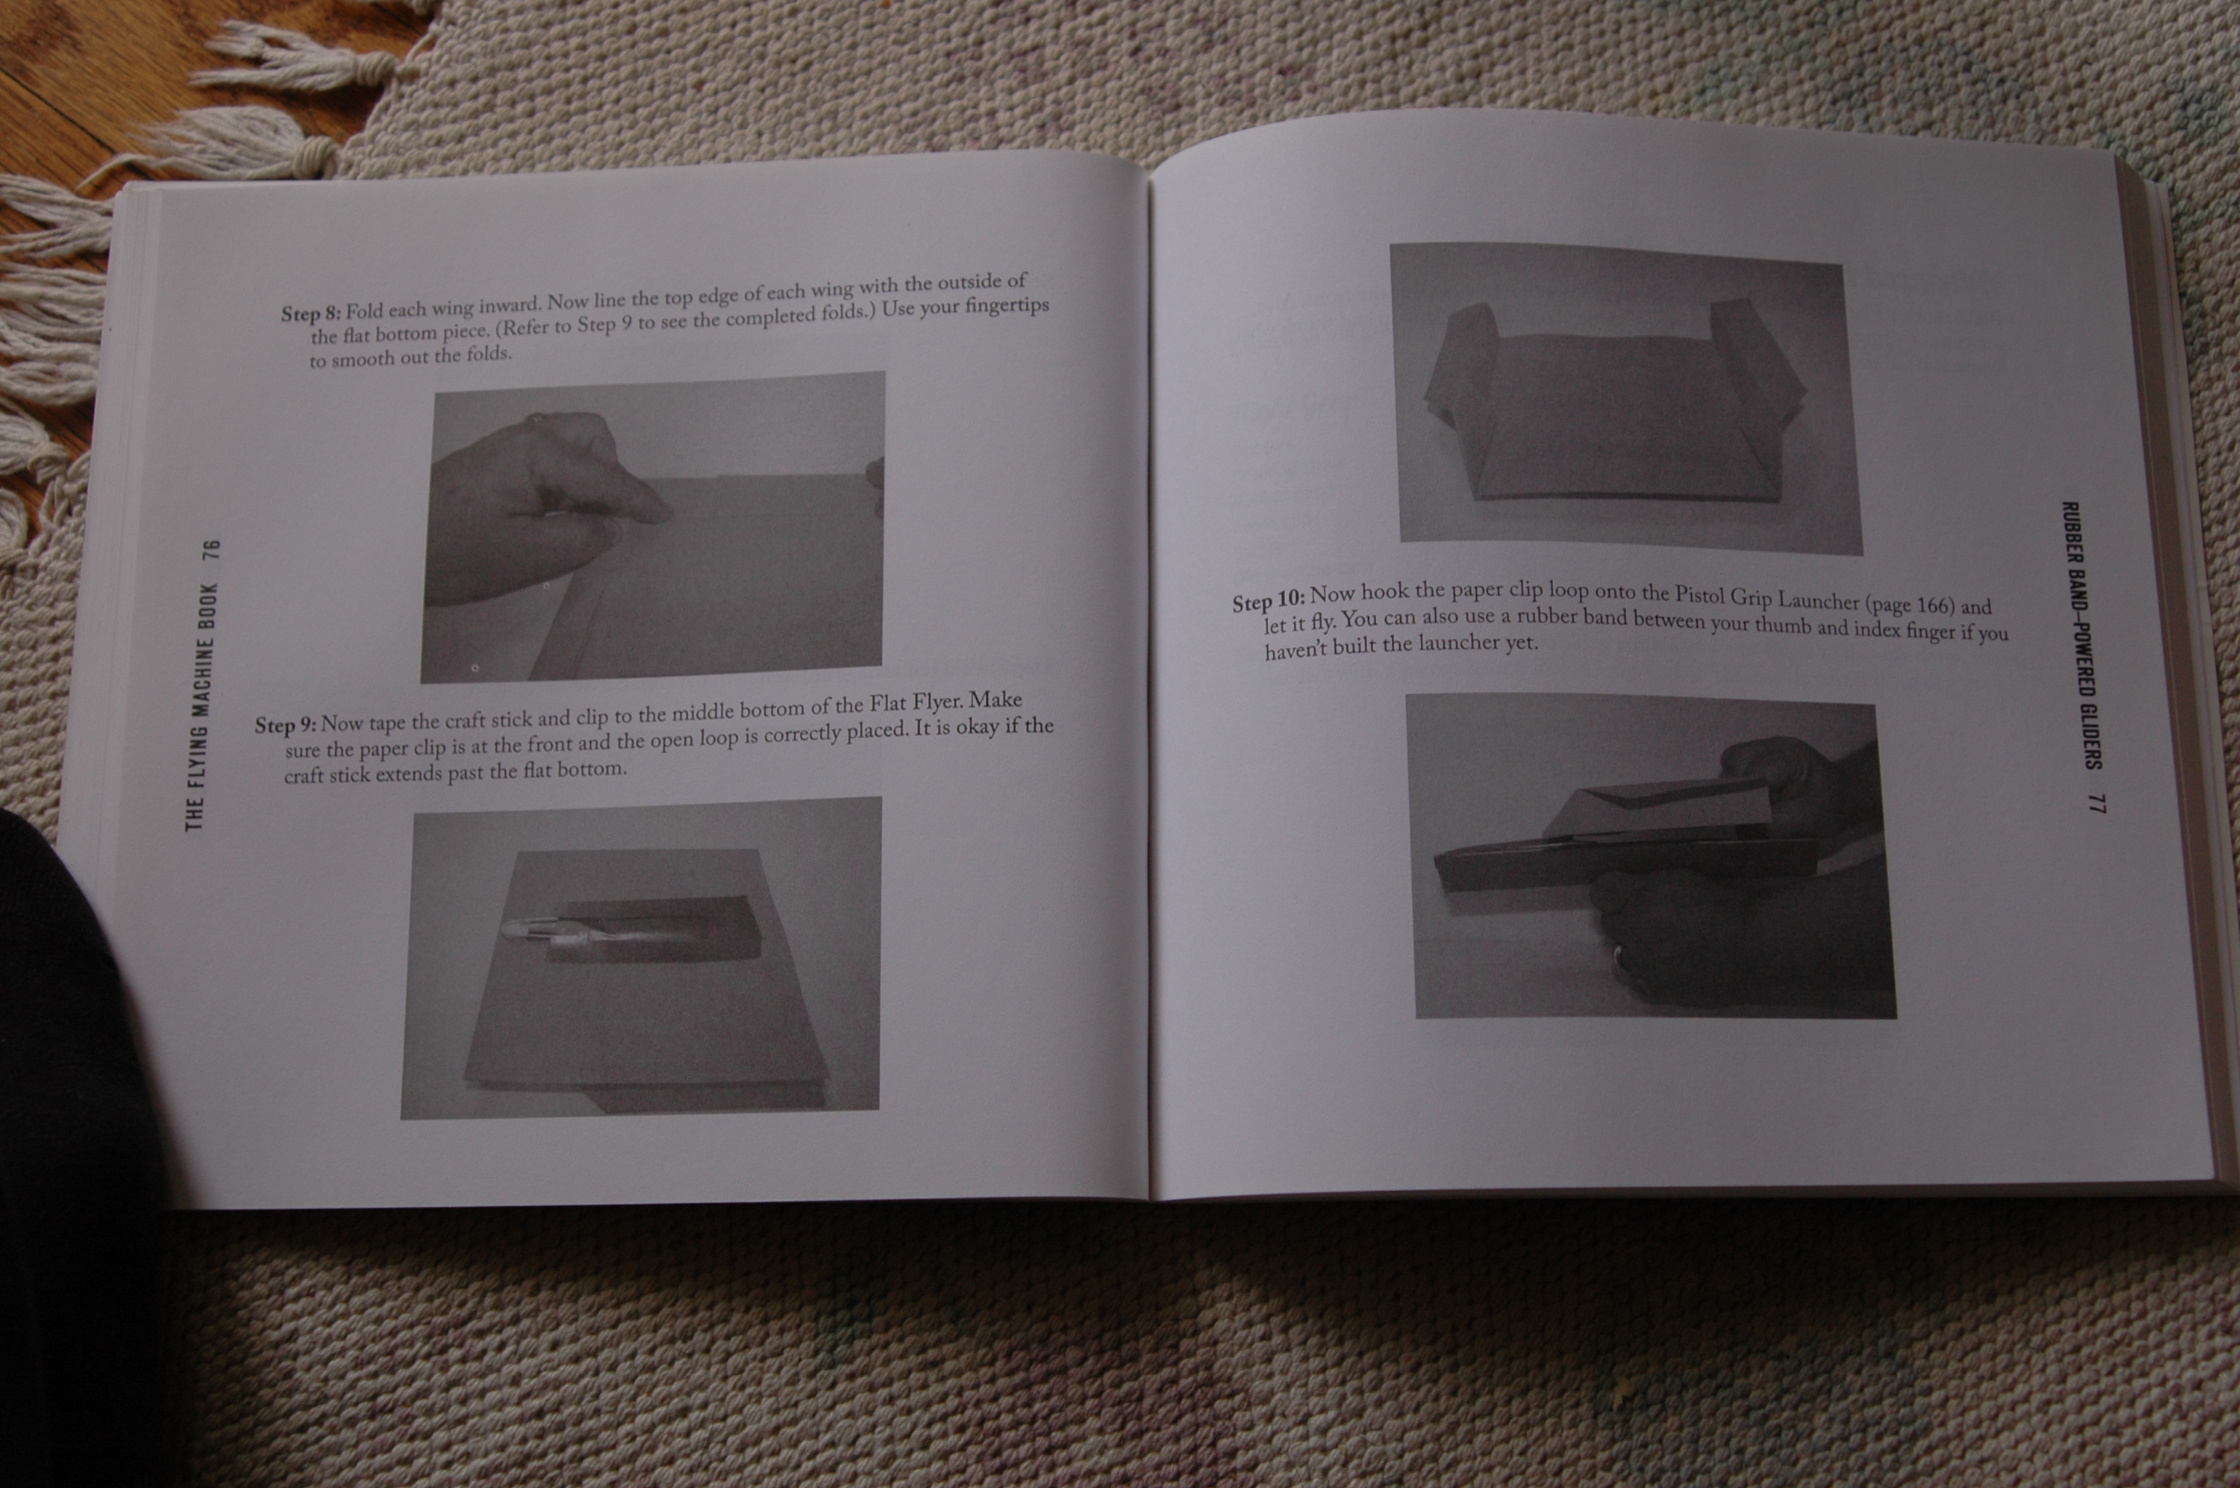 Step 8: Fold each wing inward. Now line the top edge of each wing with the outside of
the flat bottom piece. (Refer to Step 9 to see the completed folds.) Use your fingertips
to smooth out the folds.
THE FLYING MACHINE BOOK 76
Step 9: Now tape the craft stick and clip to the middle bottom of the Flat Flyer. Make
sure the paper clip is at the front and the open loop is correctly placed. It is okay if the
craft stick extends past the flat bottom.
Step 10: Now hook the paper clip loop onto the Pistol Grip Launcher (page 166) and
let it fly. You can also use a rubber band between your thumb and index finger if you
haven't built the launcher yet.
RUBBER BAND–POWERED GLIDERS 77